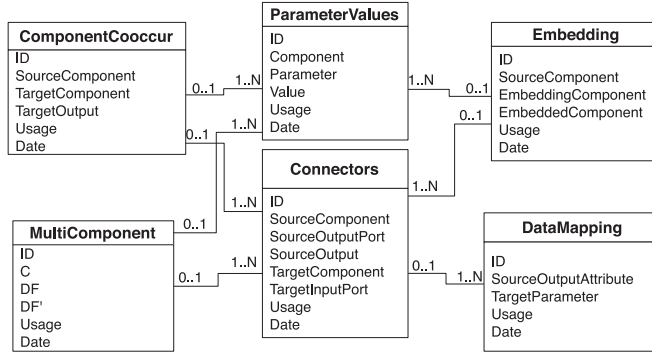 ComponentCooccur
ID
SourceComponent
TargetComponent
TargetOutput
Usage
Date
ParameterValues
ID
Component
Parameter
Value
Usage
Date
Embedding
ID
SourceComponent
EmbeddingComponent
EmbeddedComponent
Usage
Date
0..1
1..N
1..N
0..1
0..1
1..N
0..1
Connectors
ID
SourceComponent
SourceOutputPort
SourceOutput
TargetComponent
TargetInputPort
Usage
Date
1..N
1..N
0..1
MultiComponent
ID
C
DF
DF'
Usage
Date
0..1
1..N
0..1
1..N
DataMapping
ID
SourceOutputAttribute
TargetParameter
Usage
Date